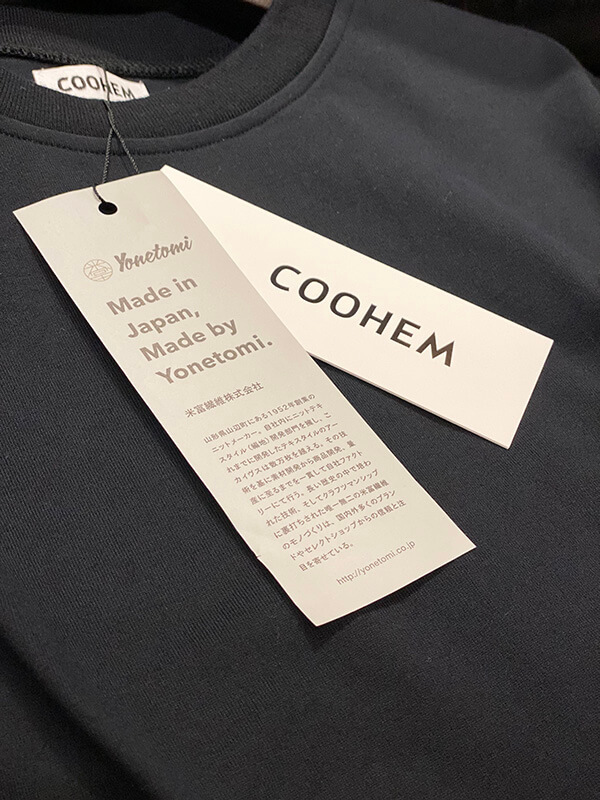 COOHEM
Yonetomi
Made in
Japan,
Made by
Yonetomi.
米富繊維株式会社
山形県山辺町にある1952年創業の
ニットメーカー。自社内にニットテキ
スタイル(編地)開発部門を擁し、こ
れまでに開発したテキスタイルのアー
カイヴスは数万枚を越える。その技
術を基に素材開発から商品開発、量
産に至るまでを一貫して自社ファクト
リーにて行う。長い歴史の中で培わ
れた技術、そしてクラフツマンシップ
に裏打ちされた唯一無二の米富繊維
のモノづくりは、国内外多くのブラン
ドやセレクトショップからの信頼と注
目を寄せている。
http://yonetomi.co.jp
COOHEM